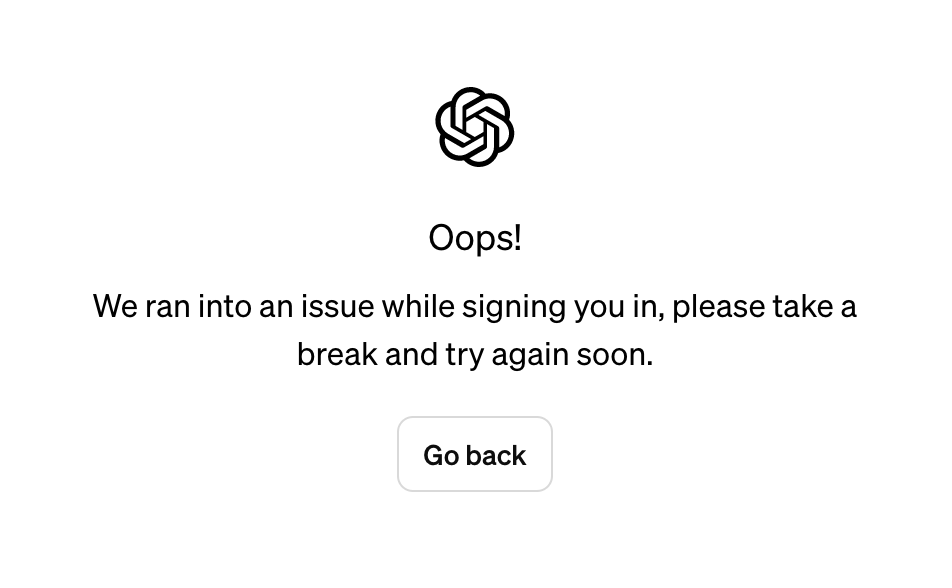 Oops!
We ran into an issue while signing you in, please take a
break and try again soon.
Go back